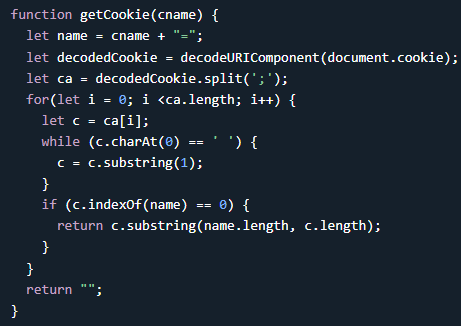 function getCookie(cname) {
  let name = cname + "=";
  let decodedCookie = decodeURIComponent(document.cookie);
  let ca = decodedCookie.split(';');
  for(let i = 0; i <ca.length; i++) {
    let c = ca[i];
    while (c.charAt(0) == ' ') {
      c = c.substring(1);
    }
    if (c.indexOf(name) == 0) {
      return c.substring(name.length, c.length);
    }
  }
  return "";
}